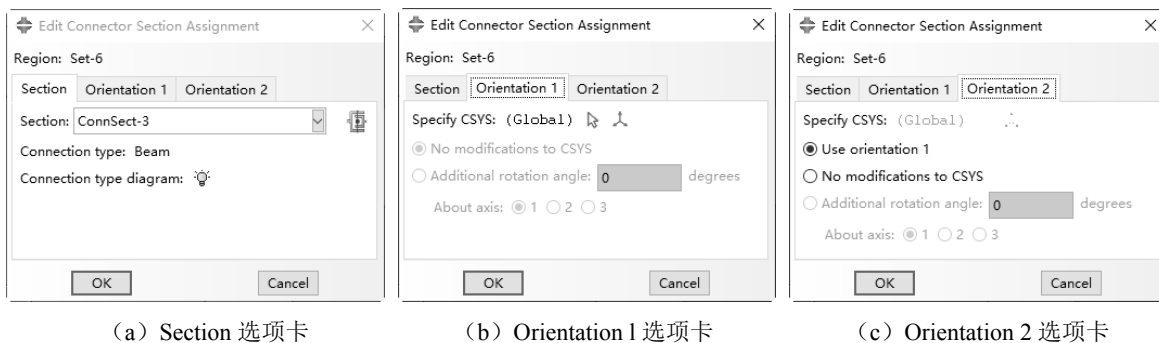 Edit Connector Section Assignment
Region: Set-6
Section Orientation 1 Orientation 2
Section: ConnSect-3
Connection type: Beam
Connection type diagram:
OK Cancel
（a）Section 选项卡
Edit Connector Section Assignment
Region: Set-6
Section Orientation 1 Orientation 2
Specify CSYS: (Global)
No modifications to CSYS
Additional rotation angle: 0 degrees
About axis: 1 2 3
OK Cancel
（b）Orientation l 选项卡
Edit Connector Section Assignment
Region: Set-6
Section Orientation 1 Orientation 2
Specify CSYS: (Global)
Use orientation 1
No modifications to CSYS
Additional rotation angle: 0 degrees
About axis: 1 2 3
OK Cancel
（c）Orientation 2 选项卡